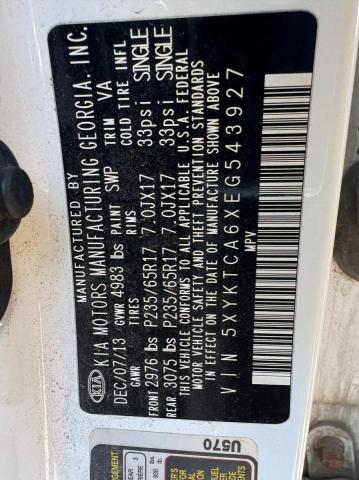 MANUFACTURED BY
KIA KIA MOTORS MANUFACTURING GEORGIA, INC.
DEC/07/13 GVWR 4983 lbs PAINT SWP TRIM VA
GAWR TIRES RIMS COLD TIRE INFL
FRONT 2976 lbs P235/65R17 7.0JX17 33psi SINGLE
REAR 3075 lbs P235/65R17 7.0JX17 33psi SINGLE
THIS VEHICLE CONFORMS TO ALL APPLICABLE U.S.A. FEDERAL
MOTOR VEHICLE SAFETY AND THEFT PREVENTION STANDARDS
IN EFFECT ON THE DATE OF MANUFACTURE SHOWN ABOVE
VIN 5XYKTCA6XEG543927
MPV
U570